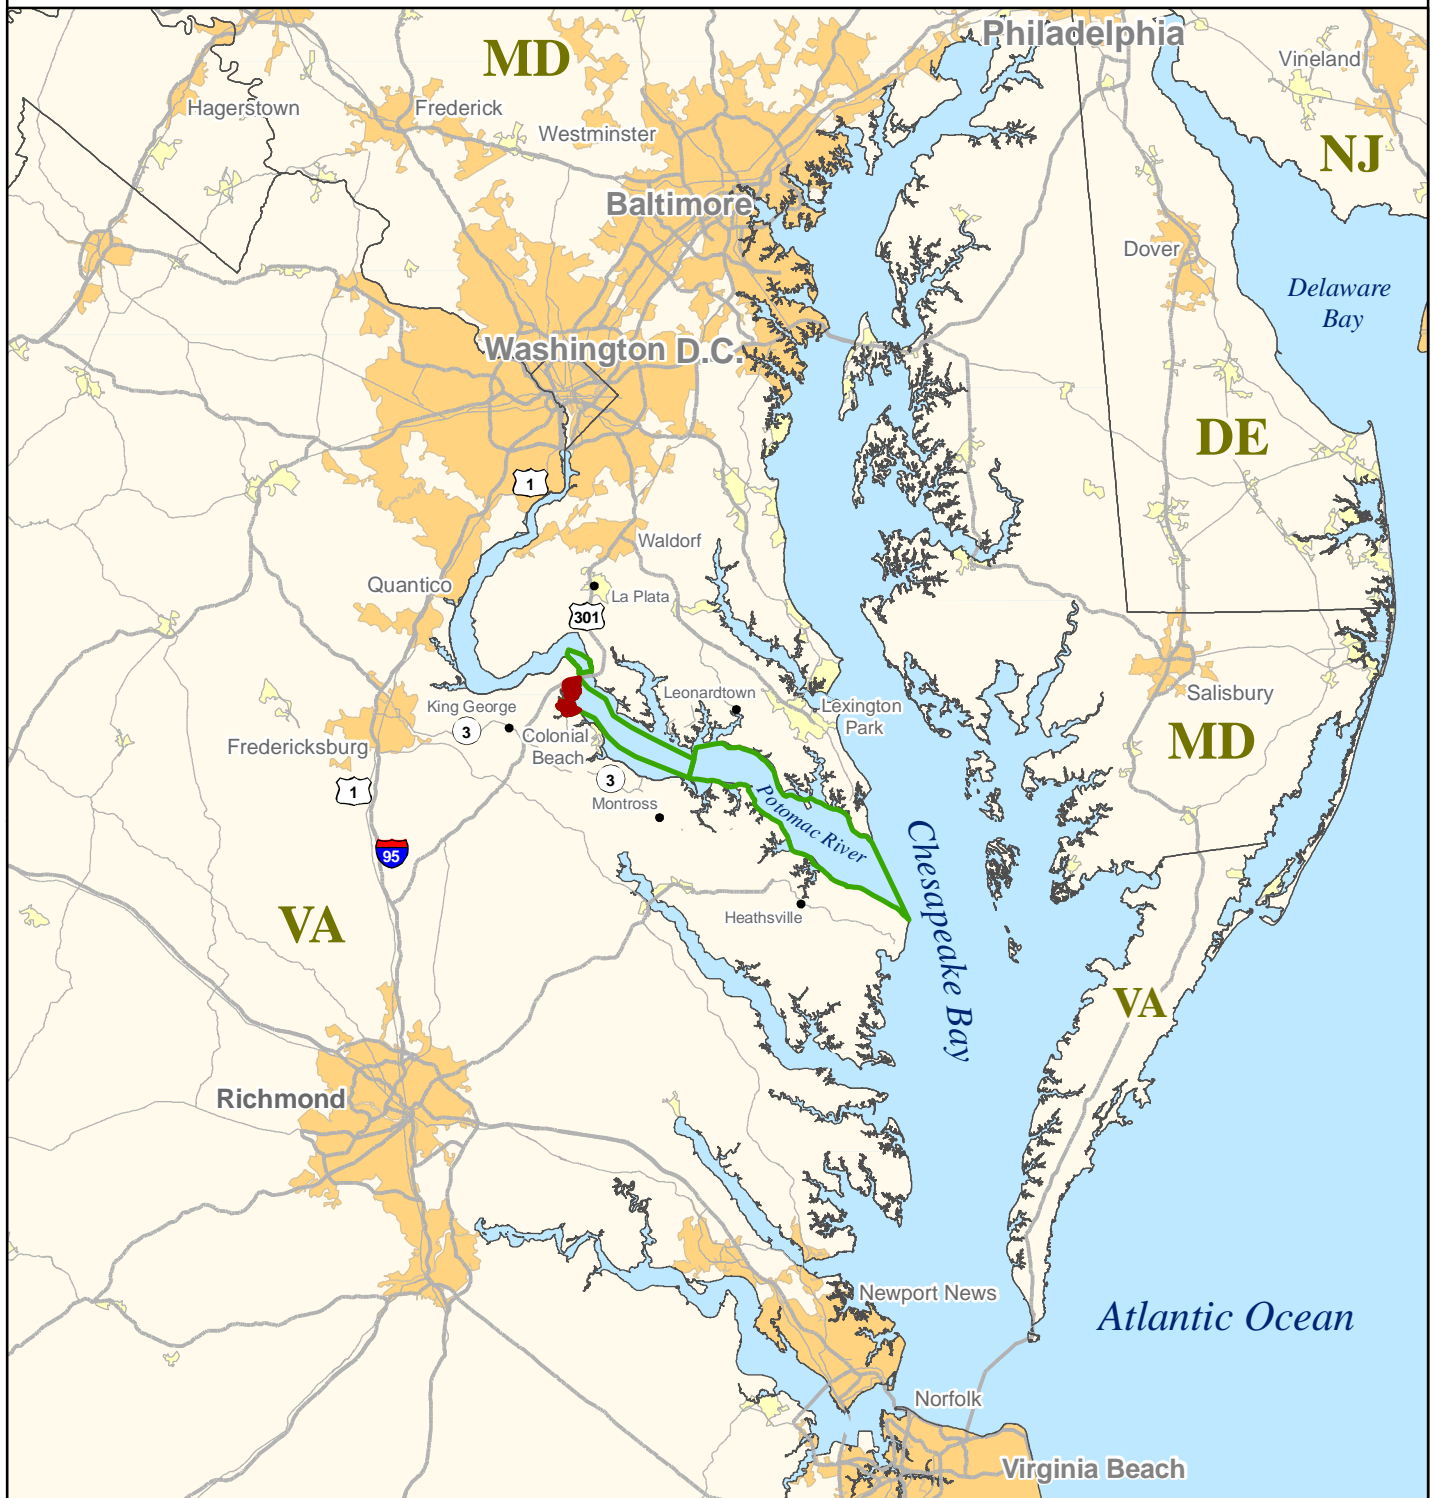 Philadelphia
MD
Vineland
Hagerstown
Frederick
Westminster
NJ
Baltimore
Dover
Delaware
Bay
Washington D.C.
DE
1
Waldorf
Quantico
La Plata
301
Leonardtown
Salisbury
King George
Lexington
Park
3
Colonial
Beach
MD
Fredericksburg
3
1
Montross
Potomac River
95
Chesapeake Bay
Heathsville
VA
VA
Richmond
Newport News
Atlantic Ocean
Norfolk
Virginia Beach